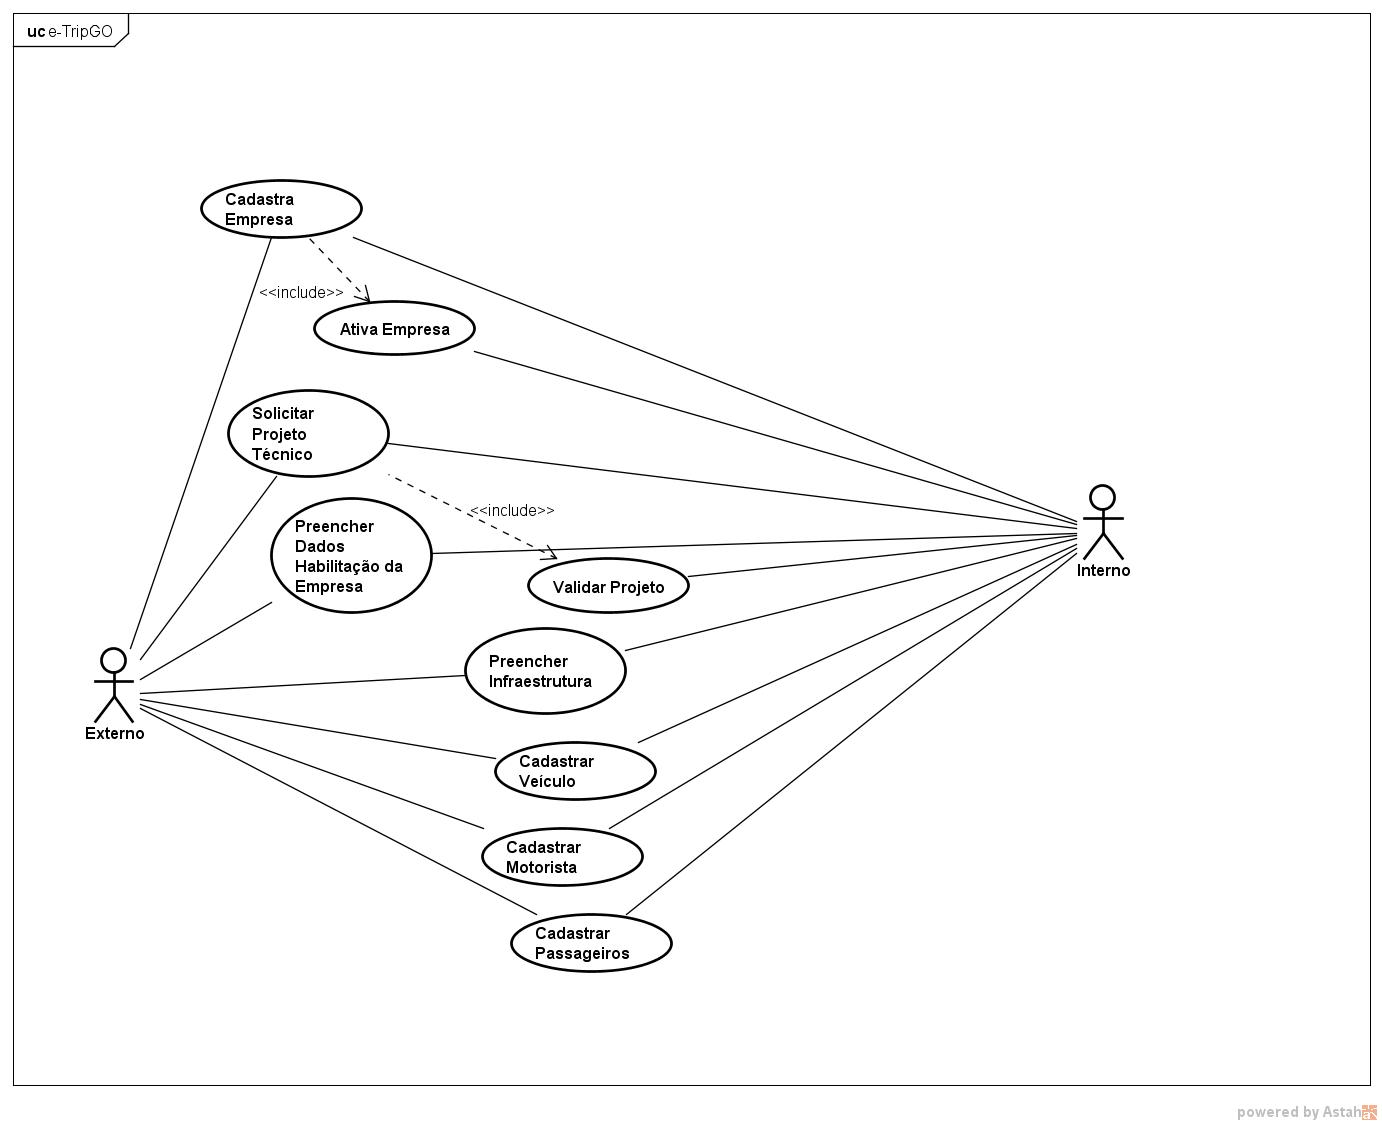 uc e-TripGO
Cadastra
Empresa
<<include>>
Ativa Empresa
Solicitar
Projeto
Técnico
<<include>>
Preencher
Dados
Habilitação da
Empresa
Validar Projeto
Interno
Preencher
Infraestrutura
Externo
Cadastrar
Veículo
Cadastrar
Motorista
Cadastrar
Passageiros
powered by Astah